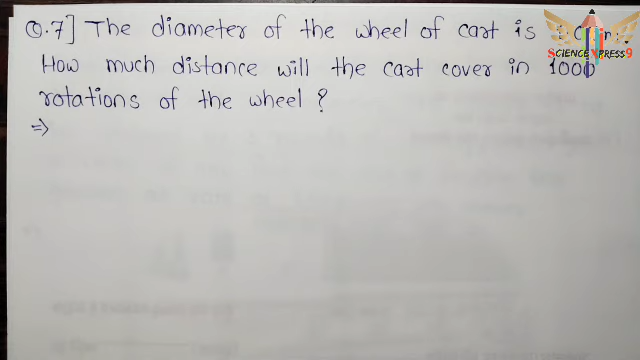 Q.7] The diameter of the wheel of cart is
How much distance will the cart cover in 1000
rotations of the wheel ?
⇒
SCIENCE XPRESS9